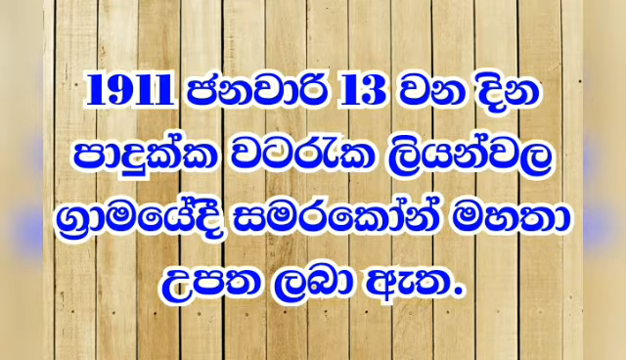 1911 ජනවාරි 13 වන දින
පාදුක්ක වටරැක ලියන්වල
ග්‍රාමයේදී සමරකෝන් මහතා
උපත ලබා ඇත.